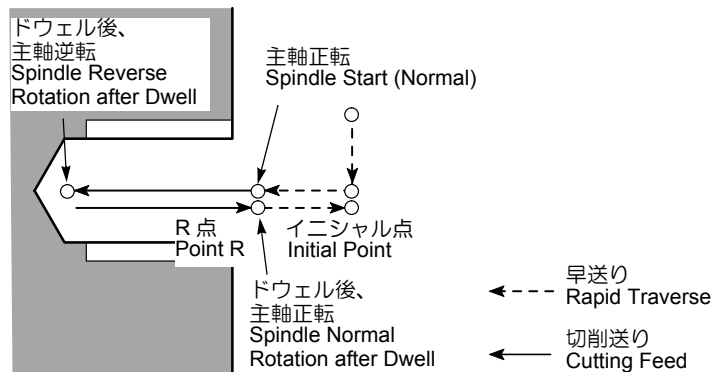 ドウェル後、
主軸逆転
Spindle Reverse
Rotation after Dwell
主軸正転
Spindle Start (Normal)
R 点
Point R
イニシャル点
Initial Point
ドウェル後、
主軸正転
Spindle Normal
Rotation after Dwell
早送り
Rapid Traverse
切削送り
Cutting Feed